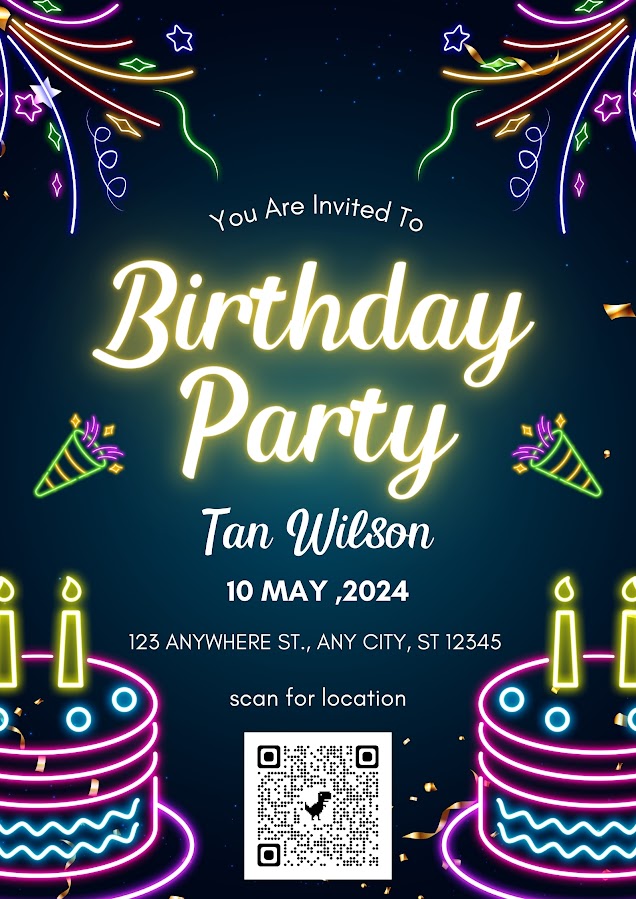 You Are Invited To
Birthday
Party
Tan Wilson
10 MAY ,2024
123 ANYWHERE ST., ANY CITY, ST 12345
scan for location